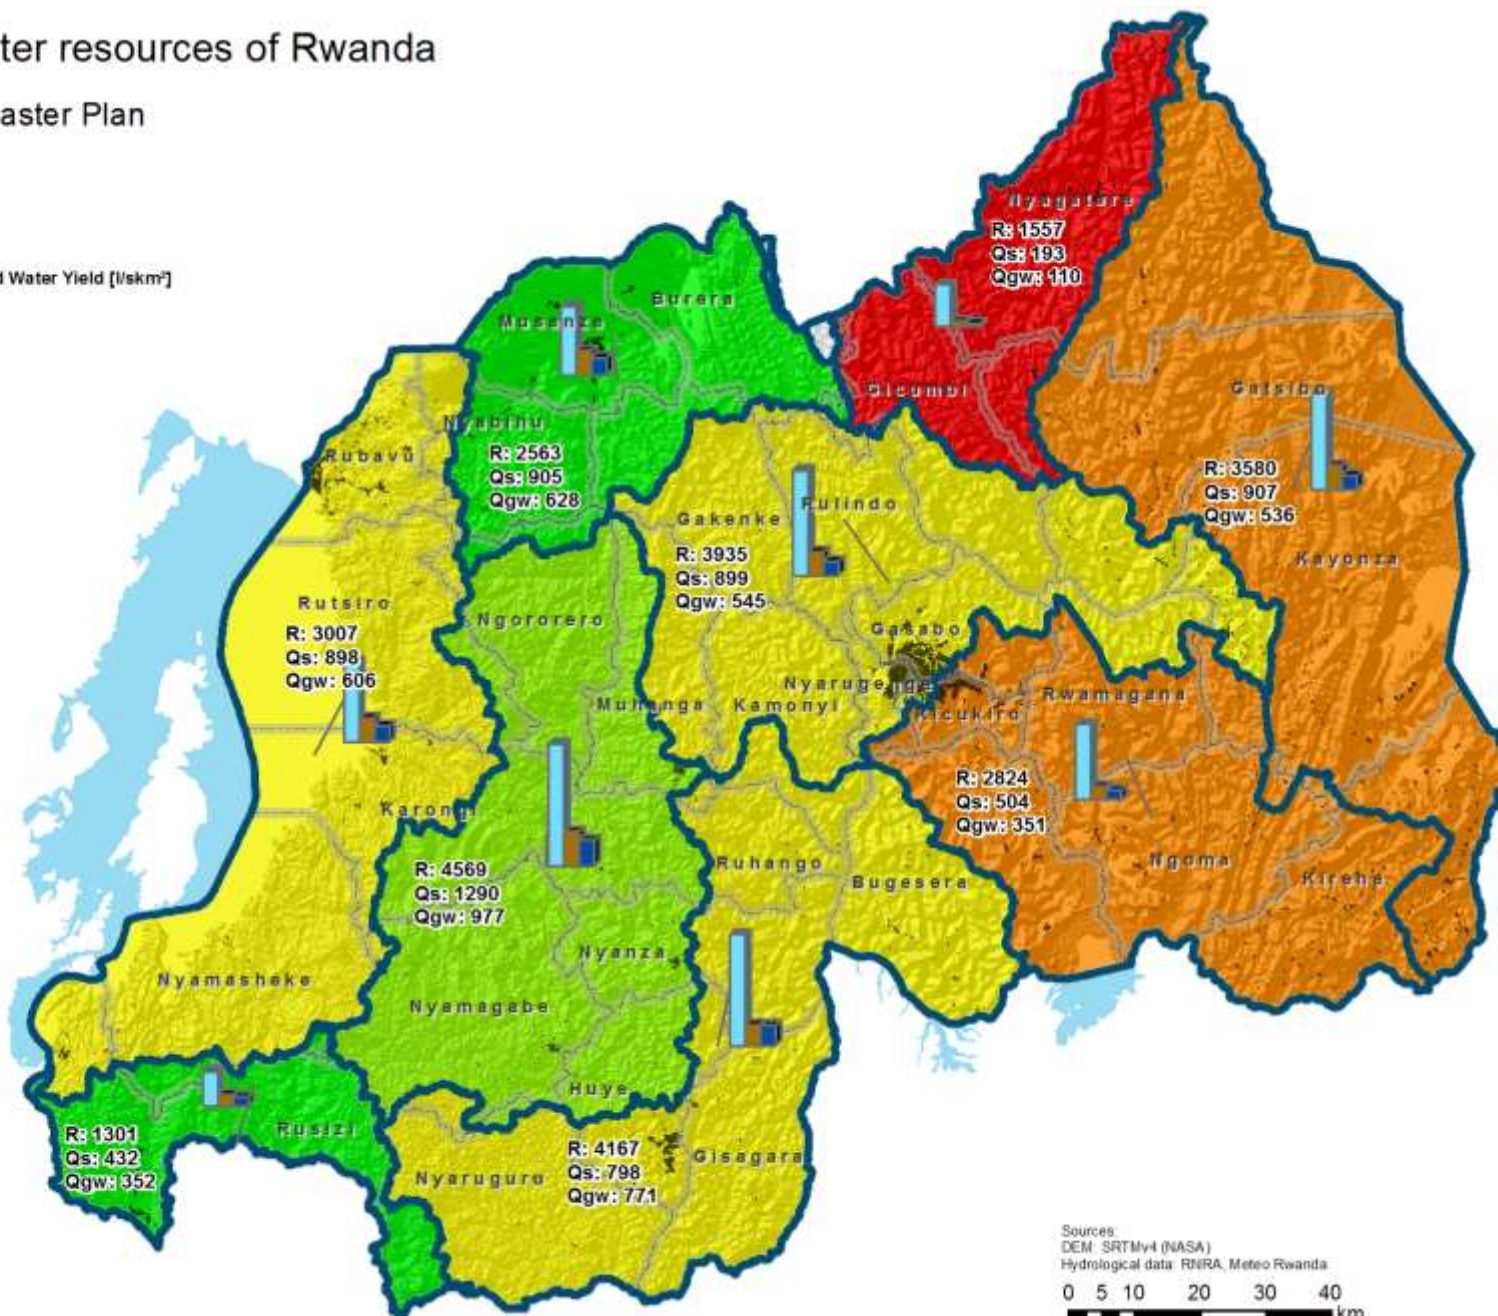 ter resources of Rwanda
aster Plan
d Water Yield [l/skm²]
Nyagatare
R: 1557
Qs: 193
Qgw: 110
Burera
Musanze
Gicumbi
Gatsibo
Nyabihu
R: 2563
Qs: 905
Qgw: 628
Rubavu
R: 3580
Qs: 907
Qgw: 536
Rulindo
Gakenke
R: 3935
Qs: 899
Qgw: 545
Kayonza
Rutsiro
R: 3007
Qs: 898
Qgw: 606
Ngororero
Gasabo
Nyarugenge
Muhanga
Kamonyi
Kicukiro
Rwamagana
R: 2824
Qs: 504
Qgw: 351
Karongi
Ruhango
Bugesera
Ngoma
Kirehe
R: 4569
Qs: 1290
Qgw: 977
Nyanza
Nyamasheke
Nyamagabe
Huye
Rusizi
R: 1301
Qs: 432
Qgw: 352
Nyaruguru
R: 4167
Qs: 798
Qgw: 771
Gisagara
Sources:
DEM: SRTMv4 (NASA)
Hydrological data: RNRA, Meteo Rwanda
0 5 10 20 30 40
km